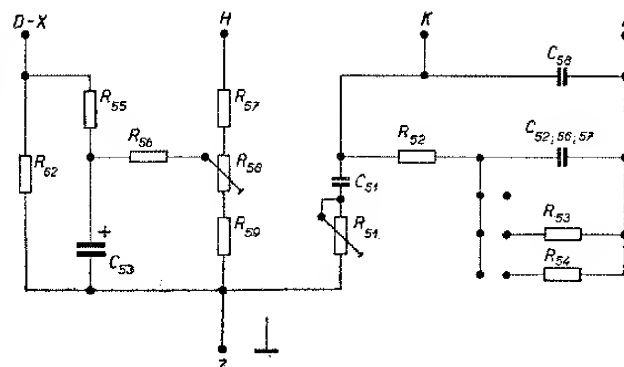 D-X H K
C58
R55 R57
R52 C52;56;57
R56
R62 R58
C51
R59 R51 R53
+
C53 R54